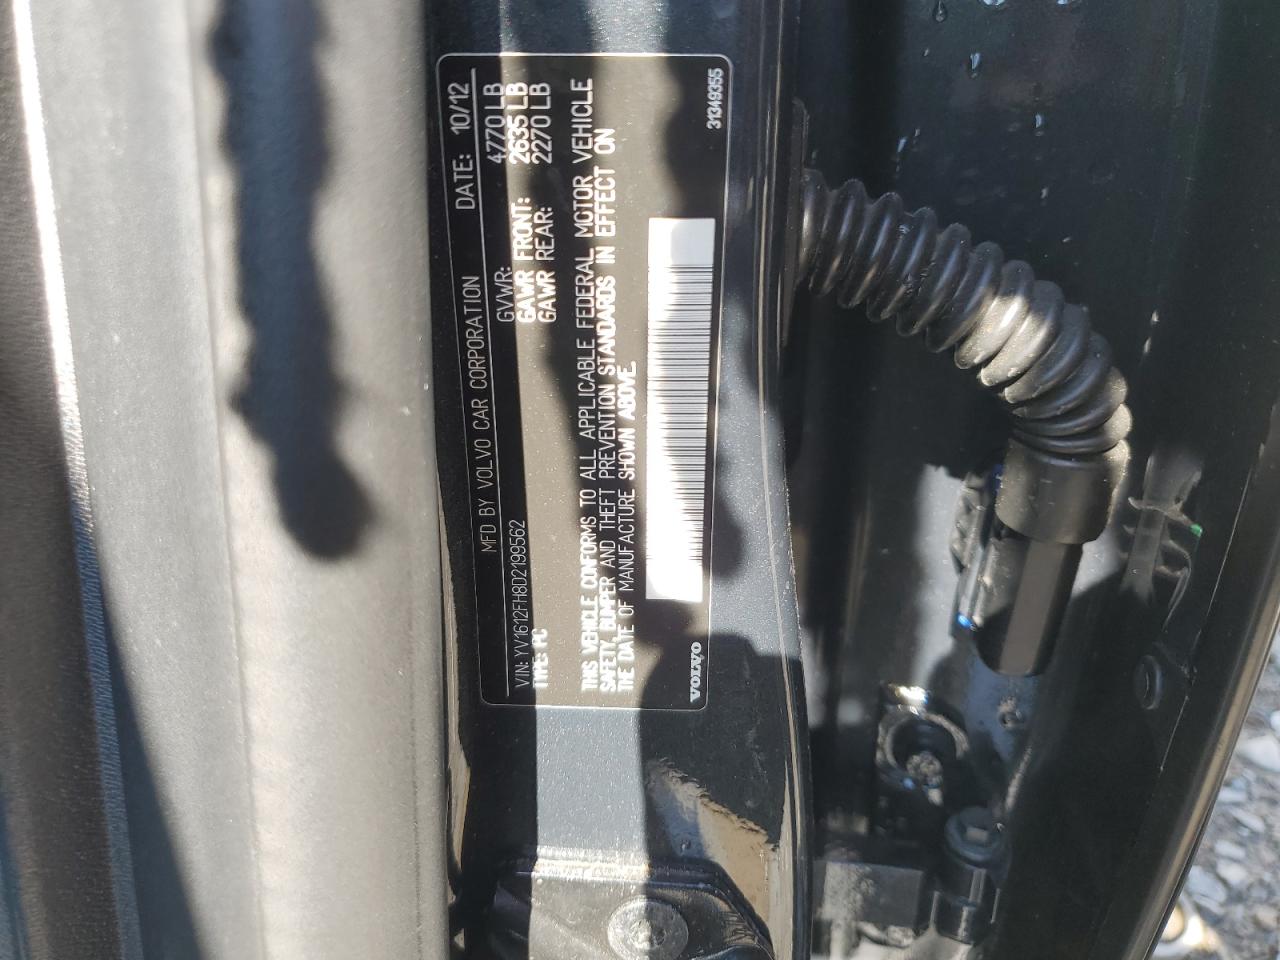 MFD BY VOLVO CAR CORPORATION DATE: 10/12
GVWR: 4770 LB
GAWR FRONT: 2635 LB
GAWR REAR: 2270 LB
VIN: YV1612FH8D2199562
TYPE: PC
THIS VEHICLE CONFORMS TO ALL APPLICABLE FEDERAL MOTOR VEHICLE
SAFETY, BUMPER AND THEFT PREVENTION STANDARDS IN EFFECT ON
THE DATE OF MANUFACTURE SHOWN ABOVE.
VOLVO 31349355